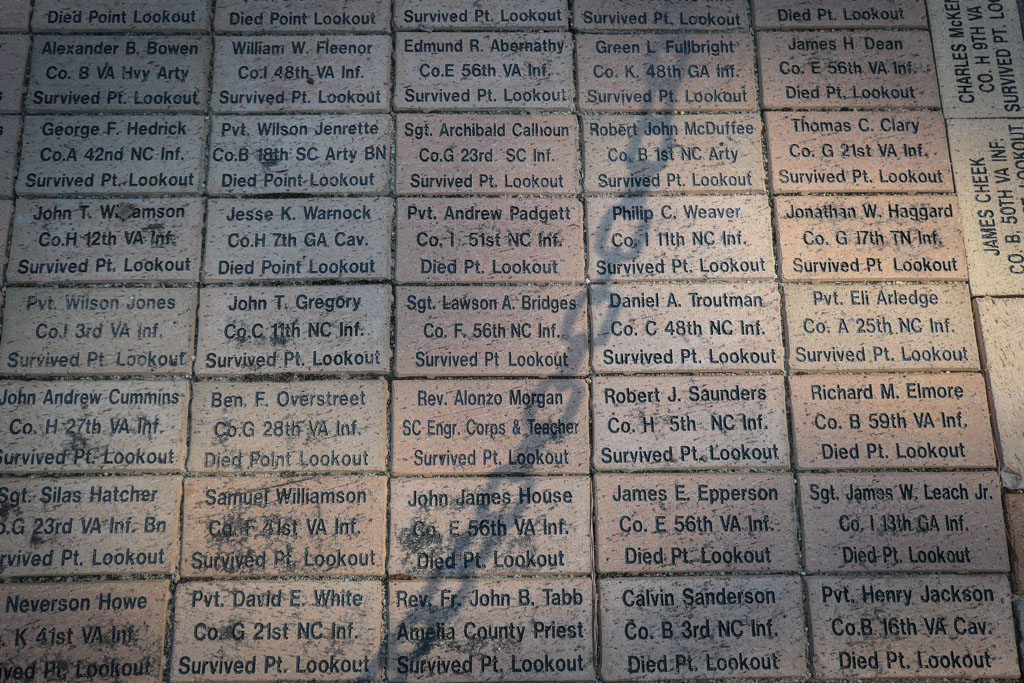 Died Point Lookout
Survived Pt. Lookout
Survived Pt. Lookout
Died Pt. Lookout
Alexander B. Bowen
Co. B VA Hvy Arty
Survived Pt. Lookout
William W. Fleenor
Co.I 48th VA Inf.
Survived Pt. Lookout
Edmund R. Abernathy
Co.E 56th VA Inf.
Survived Pt. Lookout
Green L. Fullbright
Co. K. 48th GA Inf.
Survived Pt. Lookout
James H Dean
Co. E 56th VA Inf.
Died Pt. Lookout
George F. Hedrick
Co.A 42nd NC Inf.
Survived Pt. Lookout
Pvt. Wilson Jenrette
Co.B 18th SC Arty BN
Died Point Lookout
Sgt. Archibald Calhoun
Co.G 23rd. SC Inf.
Survived Pt. Lookout
Robert John McDuffee
Co. B 1st NC Arty
Survived Pt. Lookout
Thomas C. Clary
Co. G 21st VA Inf.
Survived Pt. Lookout
John T.
Co.H 12th VA Inf.
Survived Pt. Lookout
Jesse K. Warnock
Co.H 7th GA Cav.
Died Point Lookout
Pvt. Andrew Padgett
Co. I 51st NC Inf.
Died Pt. Lookout
Philip C. Weaver
Co. I 11th NC Inf.
Survived Pt. Lookout
Jonathan W. Haggard
Co. G 17th TN Inf.
Survived Pt. Lookout
Pvt. Wilson Jones
Co.I 3rd VA Inf.
Survived Pt. Lookout
John T. Gregory
Co.C 11th NC Inf.
Survived Pt. Lookout
Sgt. Lawson A. Bridges
Co. F. 56th NC Inf.
Survived Pt Lookout
Daniel A. Troutman
Co. C 48th NC Inf.
Survived Pt. Lookout
Pvt. Eli Arledge
Co. A 25th NC Inf.
Survived Pt. Lookout
John Andrew Cummins
Co. H 27th VA Inf.
Survived Pt. Lookout
Ben. F. Overstreet
Co.G 28th VA Inf.
Died Point Lookout
Rev. Alonzo Morgan
SC Engr. Corps & Teacher
Survived Pt. Lookout
Robert J. Saunders
Co. H 5th NC Inf.
Survived Pt. Lookout
Richard M. Elmore
Co. B 59th VA Inf.
Died Pt. Lookout
Sgt. Silas Hatcher
23rd VA Inf. Bn
Pt. Lookout
Samuel Williamson
Co. F 41st VA Inf.
Survived Pt. Lookout
John James House
Co. E 56th VA Inf.
Died Pt. Lookout
James E. Epperson
Co. E 56th VA Inf.
Died Pt. Lookout
Sgt. James W. Leach Jr.
Co. I 13th GA Inf.
Died Pt. Lookout
Neverson Howe
K 41st VA Inf.
Pt. Lookout
Pvt. David E. White
Co. G 21st NC Inf.
Survived Pt. Lookout
Rev. Fr. John B. Tabb
Amelia County Priest
Survived Pt. Lookout
Calvin Sanderson
Co. B 3rd NC Inf.
Died Pt. Lookout
Pvt. Henry Jackson
Co.B 16th VA Cav.
Died Pt. Lookout
CHARLES
CO. H 9TH VA
SURVIVED PT.
JAMES CHEEK
CO. B. 50TH VA INF.
LOOKOUT